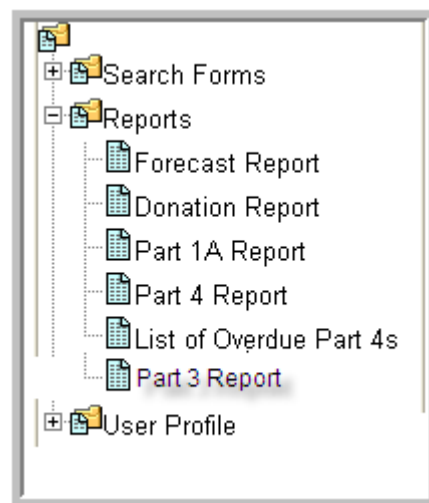 Search Forms
Reports
Forecast Report
Donation Report
Part 1A Report
Part 4 Report
List of Overdue Part 4s
Part 3 Report
User Profile